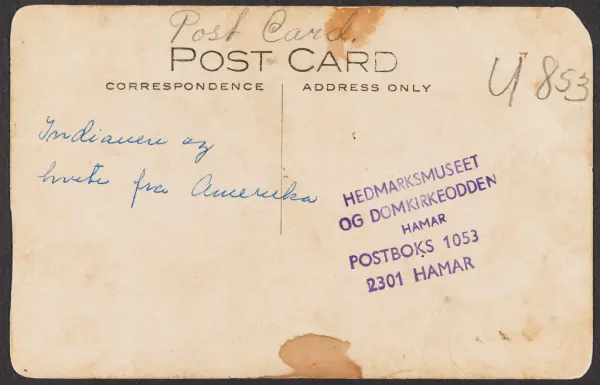 Post Card.
POST CARD
U 853
CORRESPONDENCE
ADDRESS ONLY
Indianere og
hvite fra Amerika
HEDMARKSMUSEET
OG DOMKIRKEODDEN
HAMAR
POSTBOKS 1053
2301 HAMAR